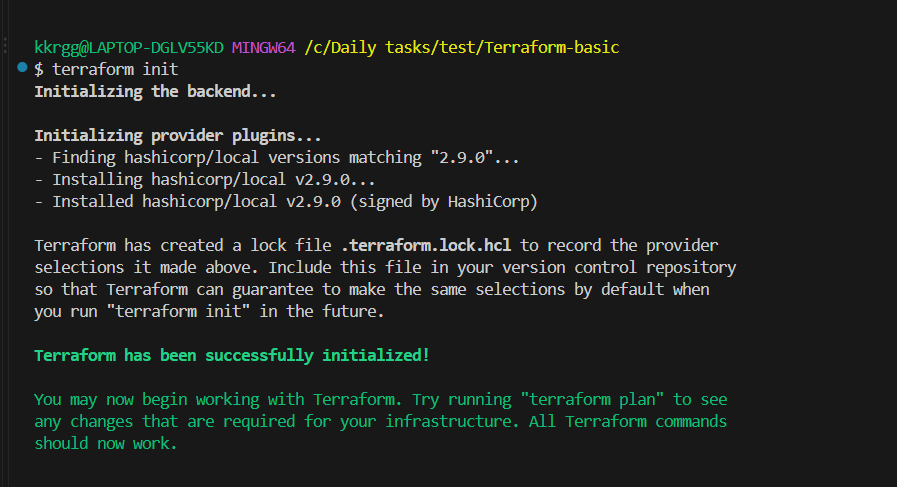 kkrgg@LAPTOP-DGLV55KD MINGW64 /c/Daily tasks/test/Terraform-basic
$ terraform init
Initializing the backend...
Initializing provider plugins...
- Finding hashicorp/local versions matching "2.9.0"...
- Installing hashicorp/local v2.9.0...
- Installed hashicorp/local v2.9.0 (signed by HashiCorp)
Terraform has created a lock file .terraform.lock.hcl to record the provider
selections it made above. Include this file in your version control repository
so that Terraform can guarantee to make the same selections by default when
you run "terraform init" in the future.
Terraform has been successfully initialized!
You may now begin working with Terraform. Try running "terraform plan" to see
any changes that are required for your infrastructure. All Terraform commands
should now work.